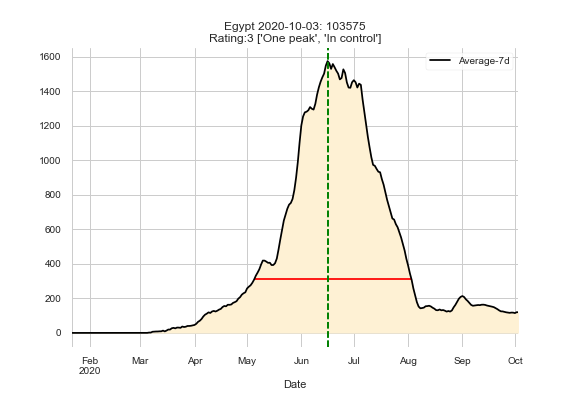 Egypt 2020-10-03: 103575
Rating:3 ['One peak', 'In control']
Average-7d
1600
1400
1200
1000
800
600
400
200
0
Feb Mar Apr May Jun Jul Aug Sep Oct
2020
Date